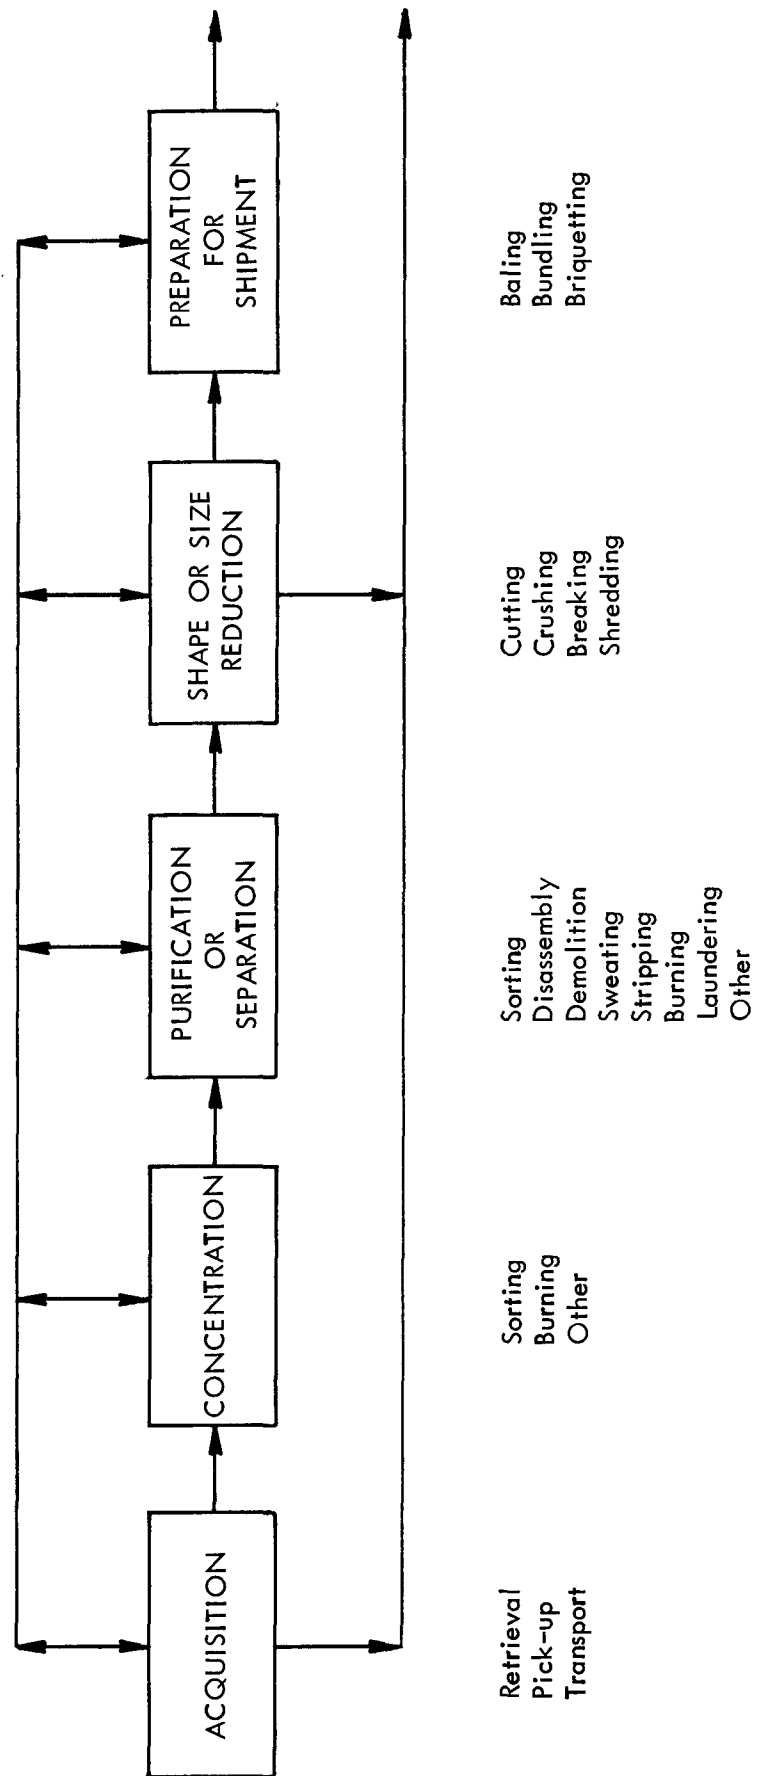 ACQUISITION
CONCENTRATION
PURIFICATION
OR
SEPARATION
SHAPE OR SIZE
REDUCTION
PREPARATION
FOR
SHIPMENT
Retrieval
Pick-up
Transport
Sorting
Burning
Other
Sorting
Disassembly
Demolition
Sweating
Stripping
Burning
Laundering
Other
Cutting
Crushing
Breaking
Shredding
Baling
Bundling
Briquetting